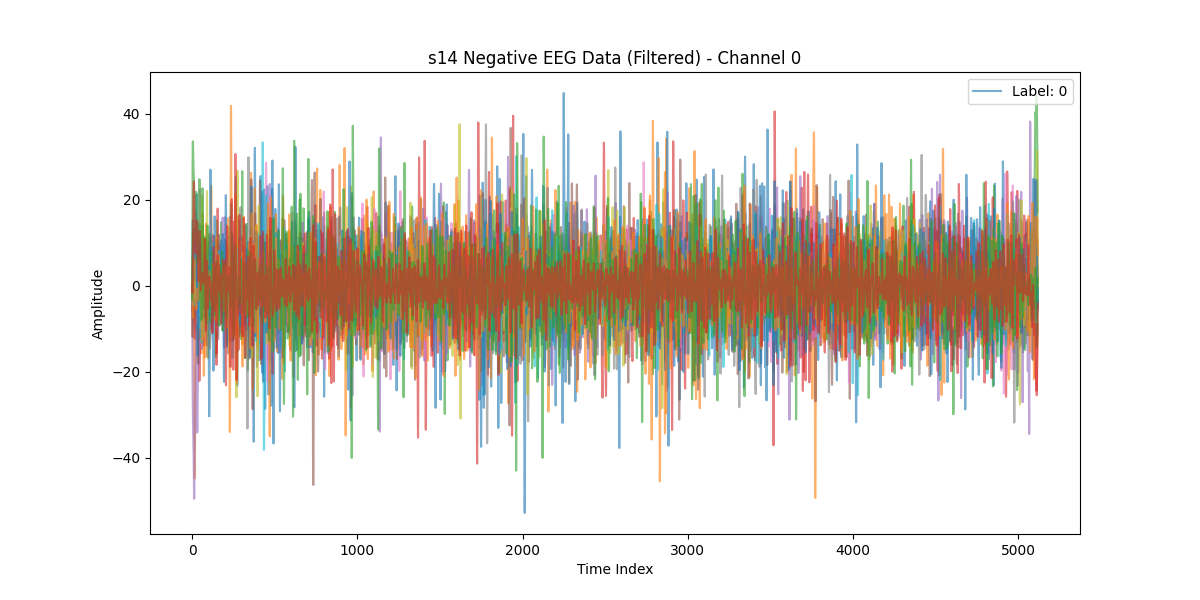 s14 Negative EEG Data (Filtered) - Channel 0
Label: 0
40
20
0
−20
−40
Amplitude
0 1000 2000 3000 4000 5000
Time Index